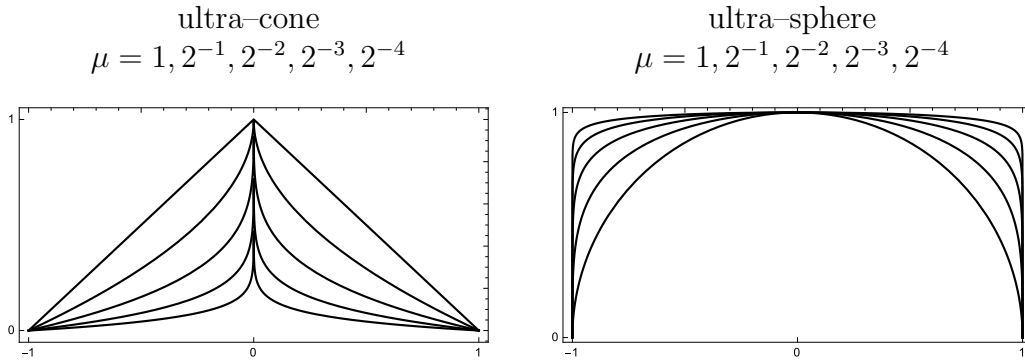 ultra–cone
μ = 1, 2⁻¹, 2⁻², 2⁻³, 2⁻⁴
1
0
−1 0 1
ultra–sphere
μ = 1, 2⁻¹, 2⁻², 2⁻³, 2⁻⁴
1
0
−1 0 1